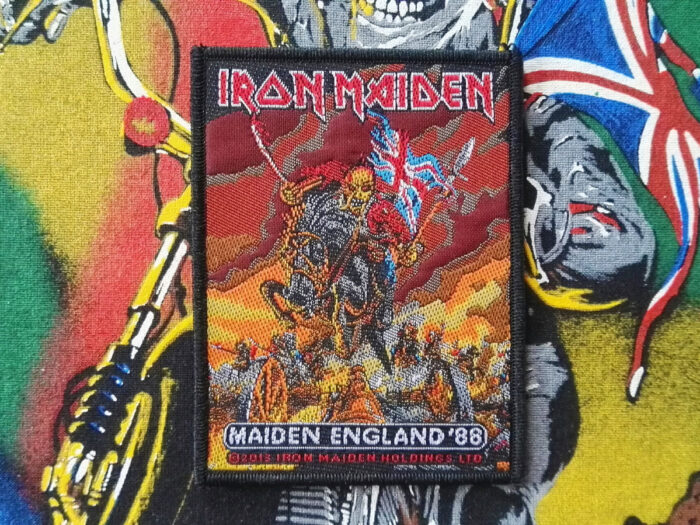 IRON MAIDEN
MAIDEN ENGLAND '88
©2013 IRON MAIDEN HOLDINGS LTD